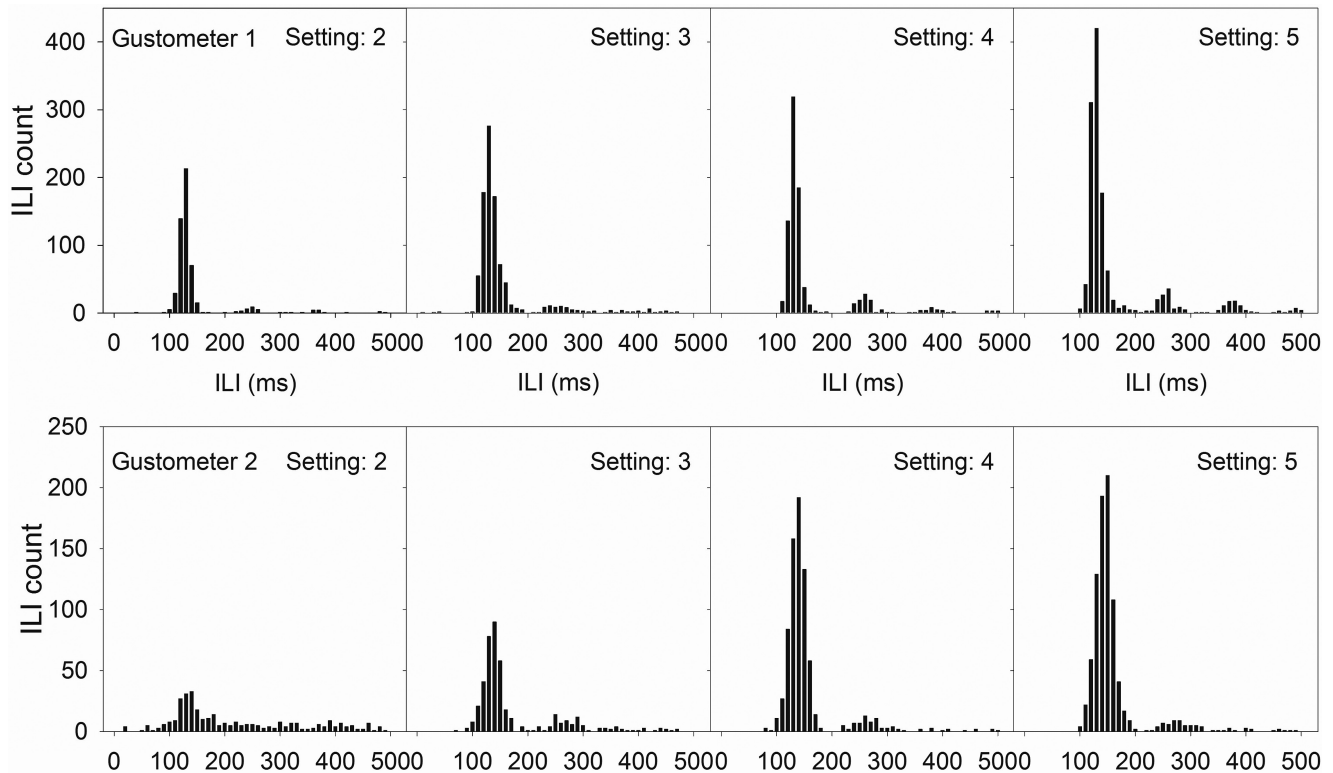 400
300
200
100
0
ILI count
Gustometer 1 Setting: 2
Setting: 3
Setting: 4
Setting: 5
0 100 200 300 400 5000 100 200 300 400 5000 100 200 300 400 5000 100 200 300 400 500
ILI (ms) ILI (ms) ILI (ms) ILI (ms)
250
200
150
100
50
0
ILI count
Gustometer 2 Setting: 2
Setting: 3
Setting: 4
Setting: 5
0 100 200 300 400 5000 100 200 300 400 5000 100 200 300 400 5000 100 200 300 400 500